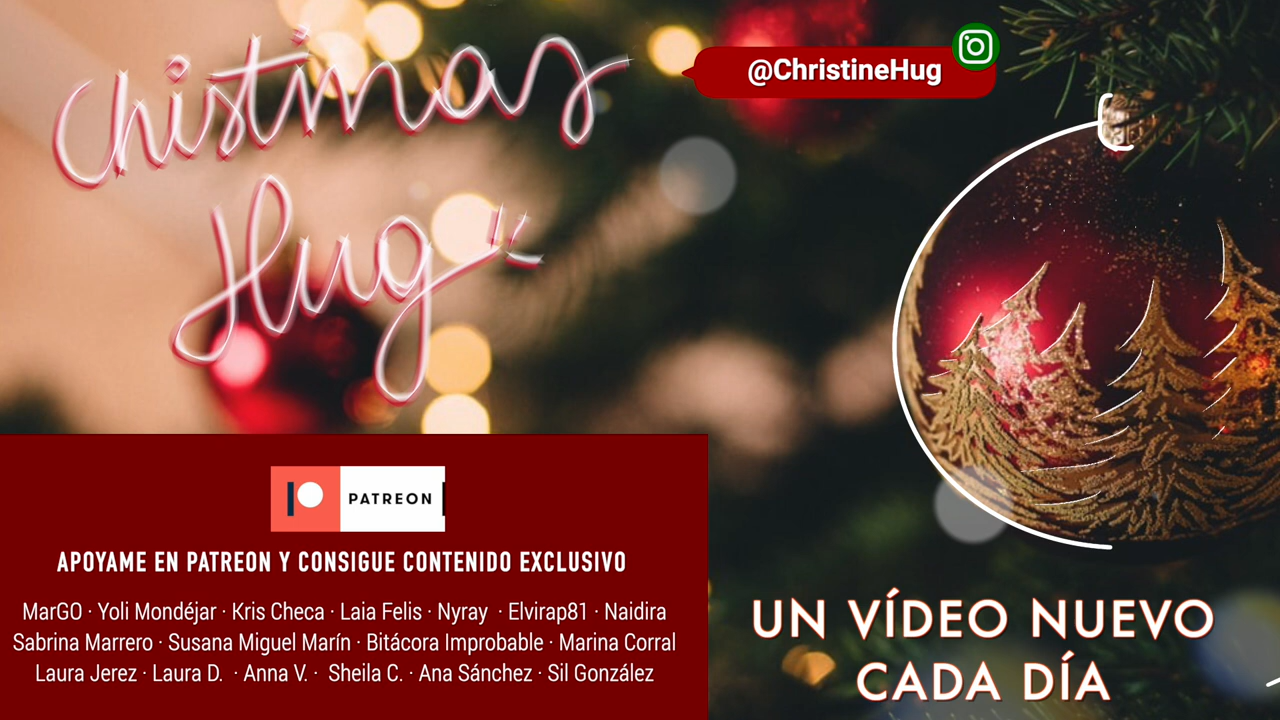 Chistmas
Hug
@ChristineHug
PATREON
APOYAME EN PATREON Y CONSIGUE CONTENIDO EXCLUSIVO
MarGO · Yoli Mondéjar · Kris Checa · Laia Felis · Nyray · Elvirap81 · Naidira
Sabrina Marrero · Susana Miguel Marín · Bitácora Improbable · Marina Corral
Laura Jerez · Laura D. · Anna V. · Sheila C. · Ana Sánchez · Sil González
UN VÍDEO NUEVO
CADA DÍA